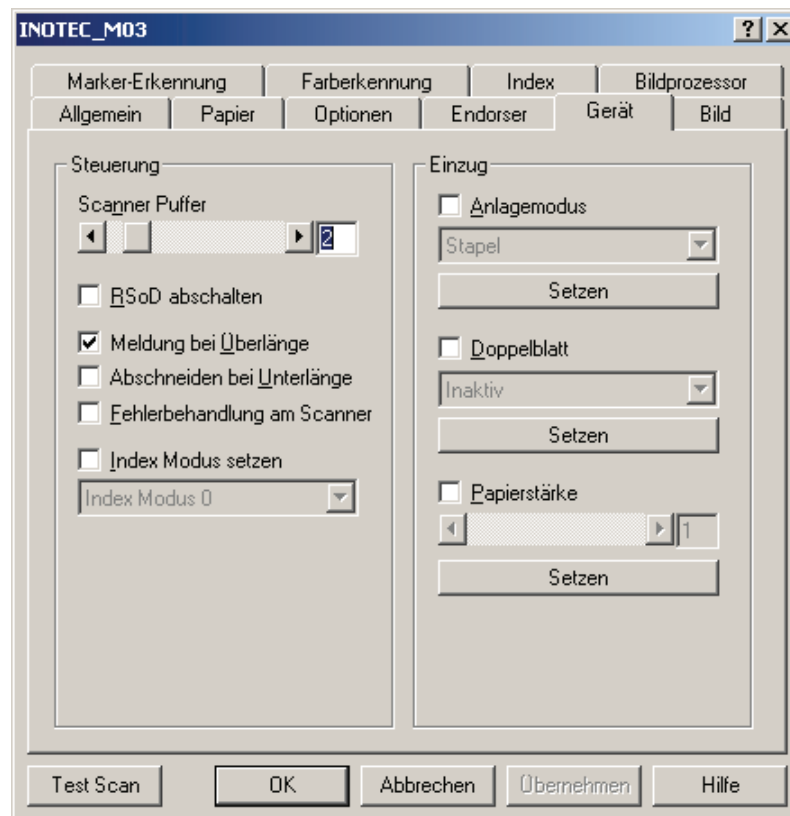 INOTEC_M03
Marker-Erkennung Farberkennung Index Bildprozessor
Allgemein Papier Optionen Endorser Gerät Bild
Steuerung
Scanner Puffer
2
RSoD abschalten
Meldung bei Überlänge
Abschneiden bei Unterlänge
Fehlerbehandlung am Scanner
Index Modus setzen
Index Modus 0
Einzug
Anlagemodus
Stapel
Setzen
Doppelblatt
Inaktiv
Setzen
Papierstärke
1
Setzen
Test Scan OK Abbrechen Übernehmen Hilfe